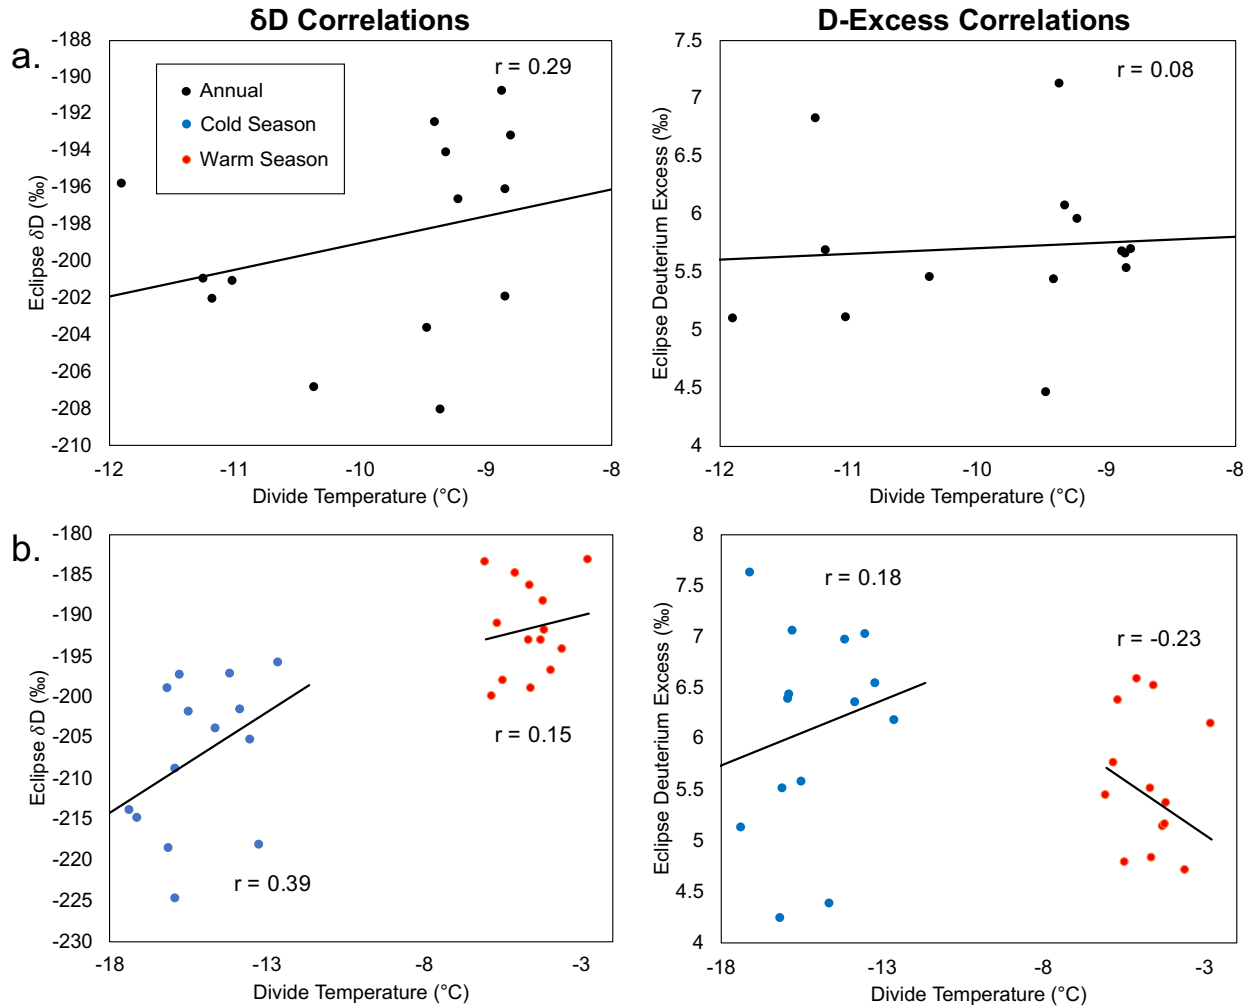 δD Correlations
D-Excess Correlations
a.
-188
-190
-192
-194
-196
-198
-200
-202
-204
-206
-208
-210
Eclipse δD (‰)
Annual
Cold Season
Warm Season
r = 0.29
-12
-11
-10
-9
-8
Divide Temperature (°C)
7.5
7
6.5
6
5.5
5
4.5
4
Eclipse Deuterium Excess (‰)
r = 0.08
-12
-11
-10
-9
-8
Divide Temperature (°C)
b.
-180
-185
-190
-195
-200
-205
-210
-215
-220
-225
-230
Eclipse δD (‰)
r = 0.15
r = 0.39
-18
-13
-8
-3
Divide Temperature (°C)
8
7.5
7
6.5
6
5.5
5
4.5
4
Eclipse Deuterium Excess (‰)
r = 0.18
r = -0.23
-18
-13
-8
-3
Divide Temperature (°C)